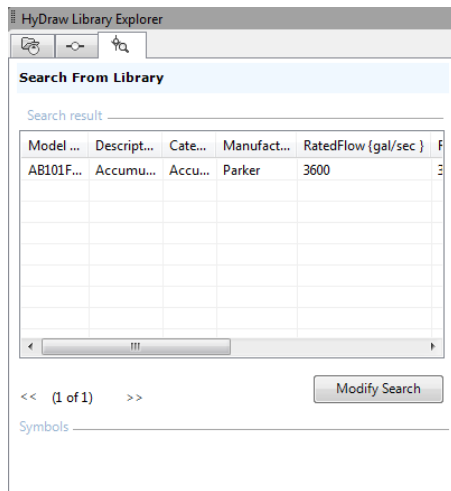 HyDraw Library Explorer
Search From Library
Search result
Model ... Descript... Cate... Manufact... RatedFlow {gal/sec } F
AB101F... Accumu... Accu... Parker 3600 3
<< (1 of 1) >> Modify Search
Symbols